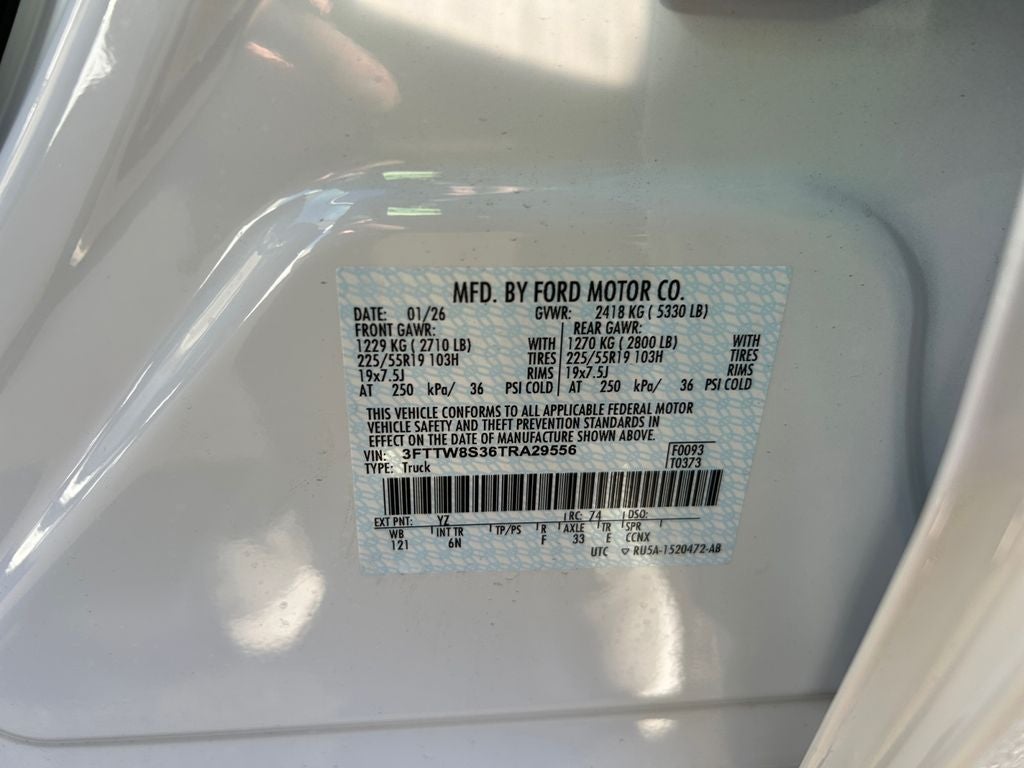 MFD. BY FORD MOTOR CO.
DATE: 01/26 GVWR: 2418 KG ( 5330 LB)
FRONT GAWR: REAR GAWR:
1229 KG ( 2710 LB) WITH 1270 KG ( 2800 LB) WITH
225/55R19 103H TIRES 225/55R19 103H TIRES
19x7.5J RIMS 19x7.5J RIMS
AT 250 kPa/ 36 PSI COLD AT 250 kPa/ 36 PSI COLD
THIS VEHICLE CONFORMS TO ALL APPLICABLE FEDERAL MOTOR
VEHICLE SAFETY AND THEFT PREVENTION STANDARDS IN
EFFECT ON THE DATE OF MANUFACTURE SHOWN ABOVE.
VIN: 3FTTW8S36TRA29556 F0093
TYPE: Truck T0373
EXT PNT: YZ RC: 74 DSO:
WB INT TR TP/PS R AXLE TR SPR
121 6N F 33 E CCNX
UTC ▽ RU5A-1520472-AB